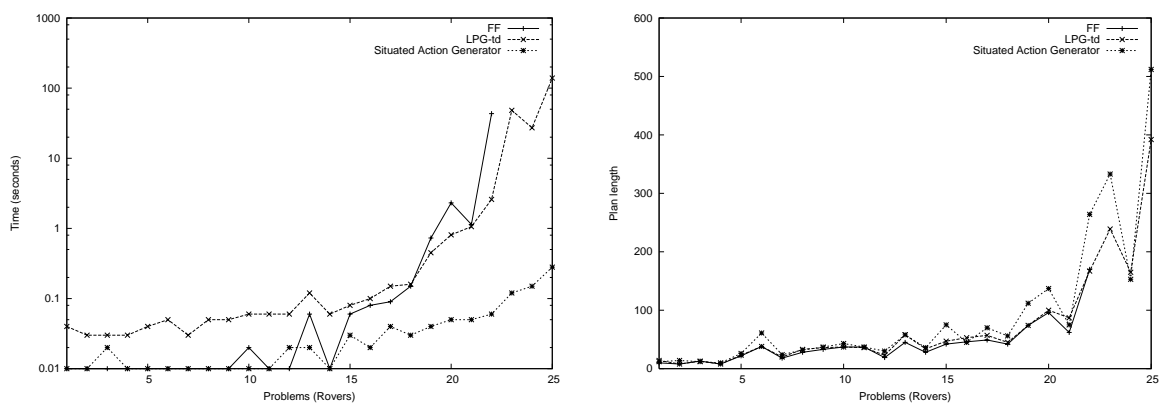 1000
100
10
1
0.1
0.01
5
10
15
20
25
Time (seconds)
Problems (Rovers)
FF
LPG-td
Situated Action Generator
600
500
400
300
200
100
0
5
10
15
20
25
Plan length
Problems (Rovers)
FF
LPG-td
Situated Action Generator